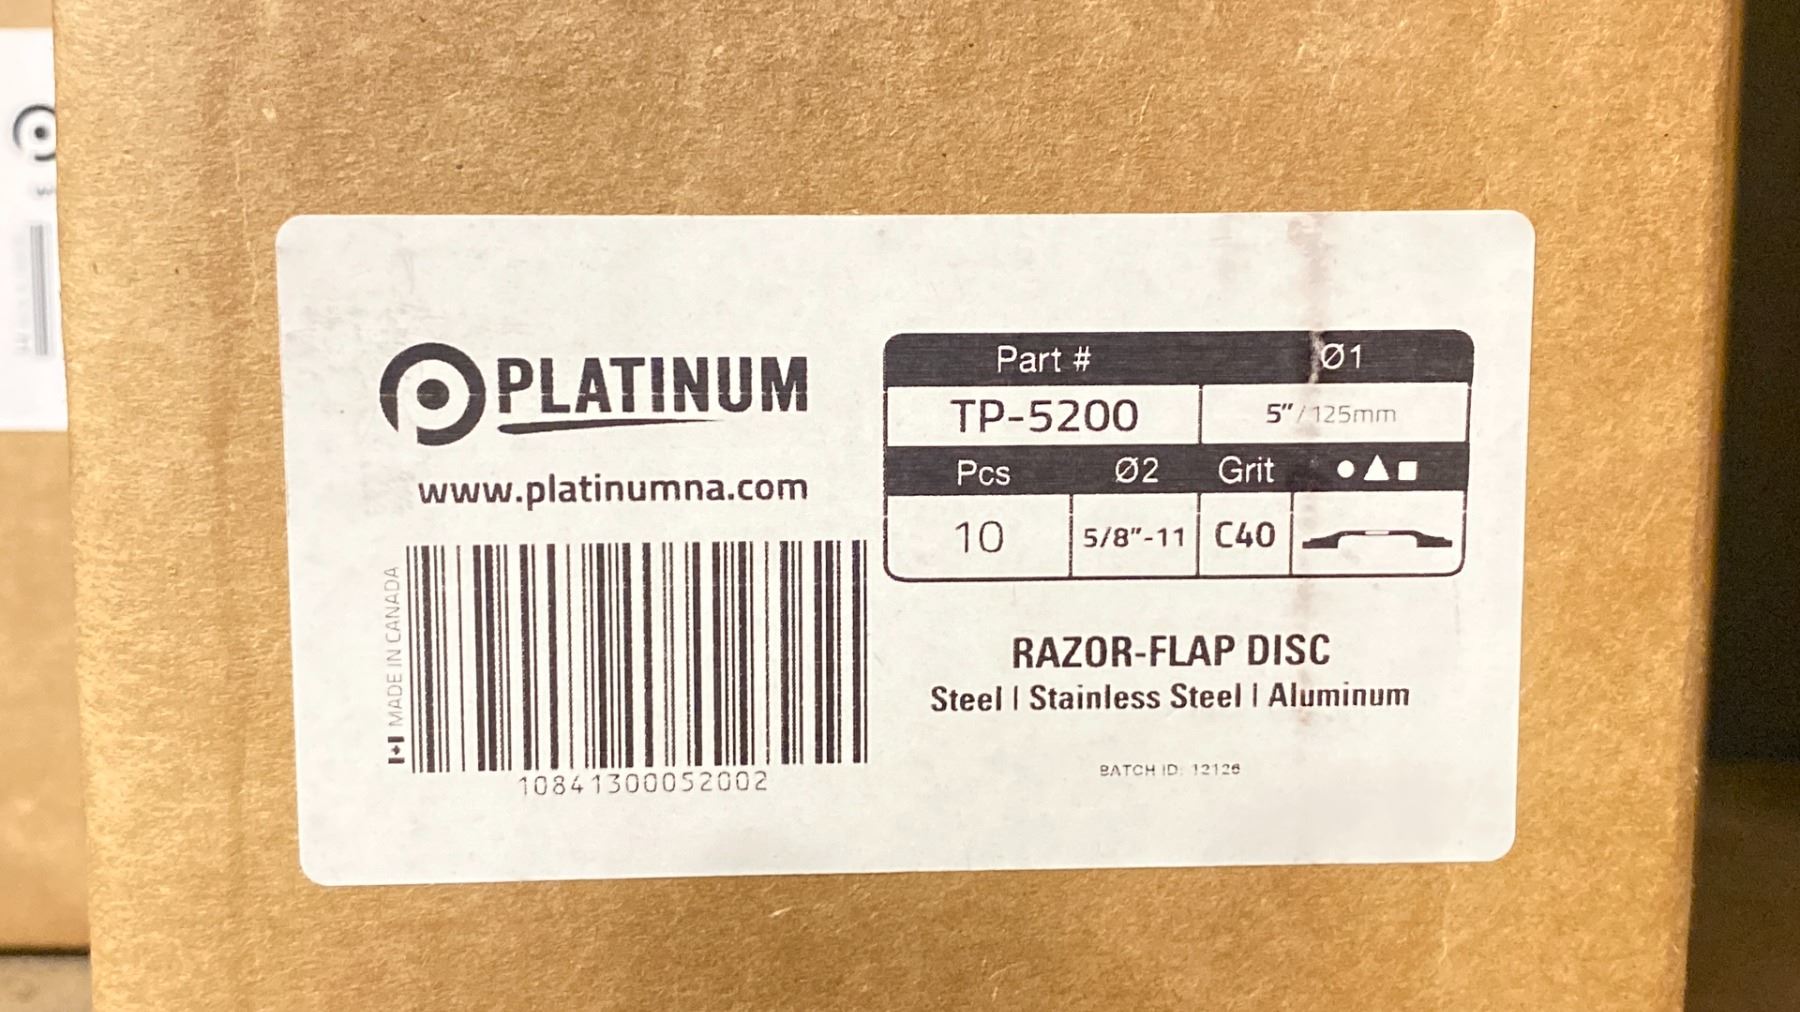 PLATINUM
www.platinumna.com
MADE IN CANADA
10841300052002
Part # Ø1
TP-5200 5"/125mm
Pcs Ø2 Grit
10 5/8"-11 C40
RAZOR-FLAP DISC
Steel | Stainless Steel | Aluminum
BATCH ID: 12126